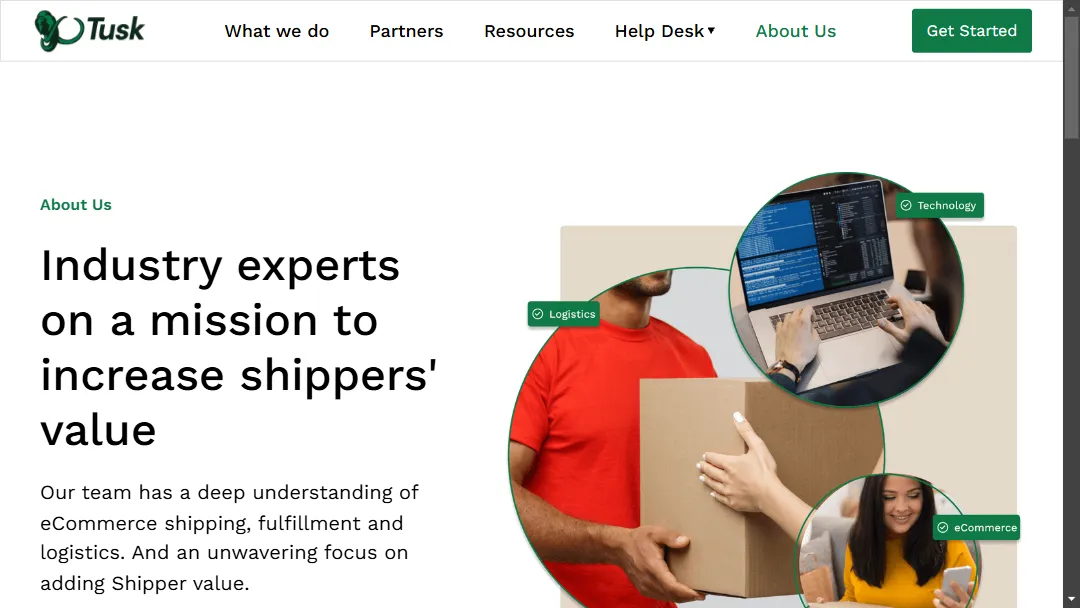 Tusk
What we do
Partners
Resources
Help Desk▾
About Us
Get Started
About Us
Industry experts
on a mission to
increase shippers'
value
Our team has a deep understanding of
eCommerce shipping, fulfillment and
logistics. And an unwavering focus on
adding Shipper value.
Technology
Logistics
eCommerce